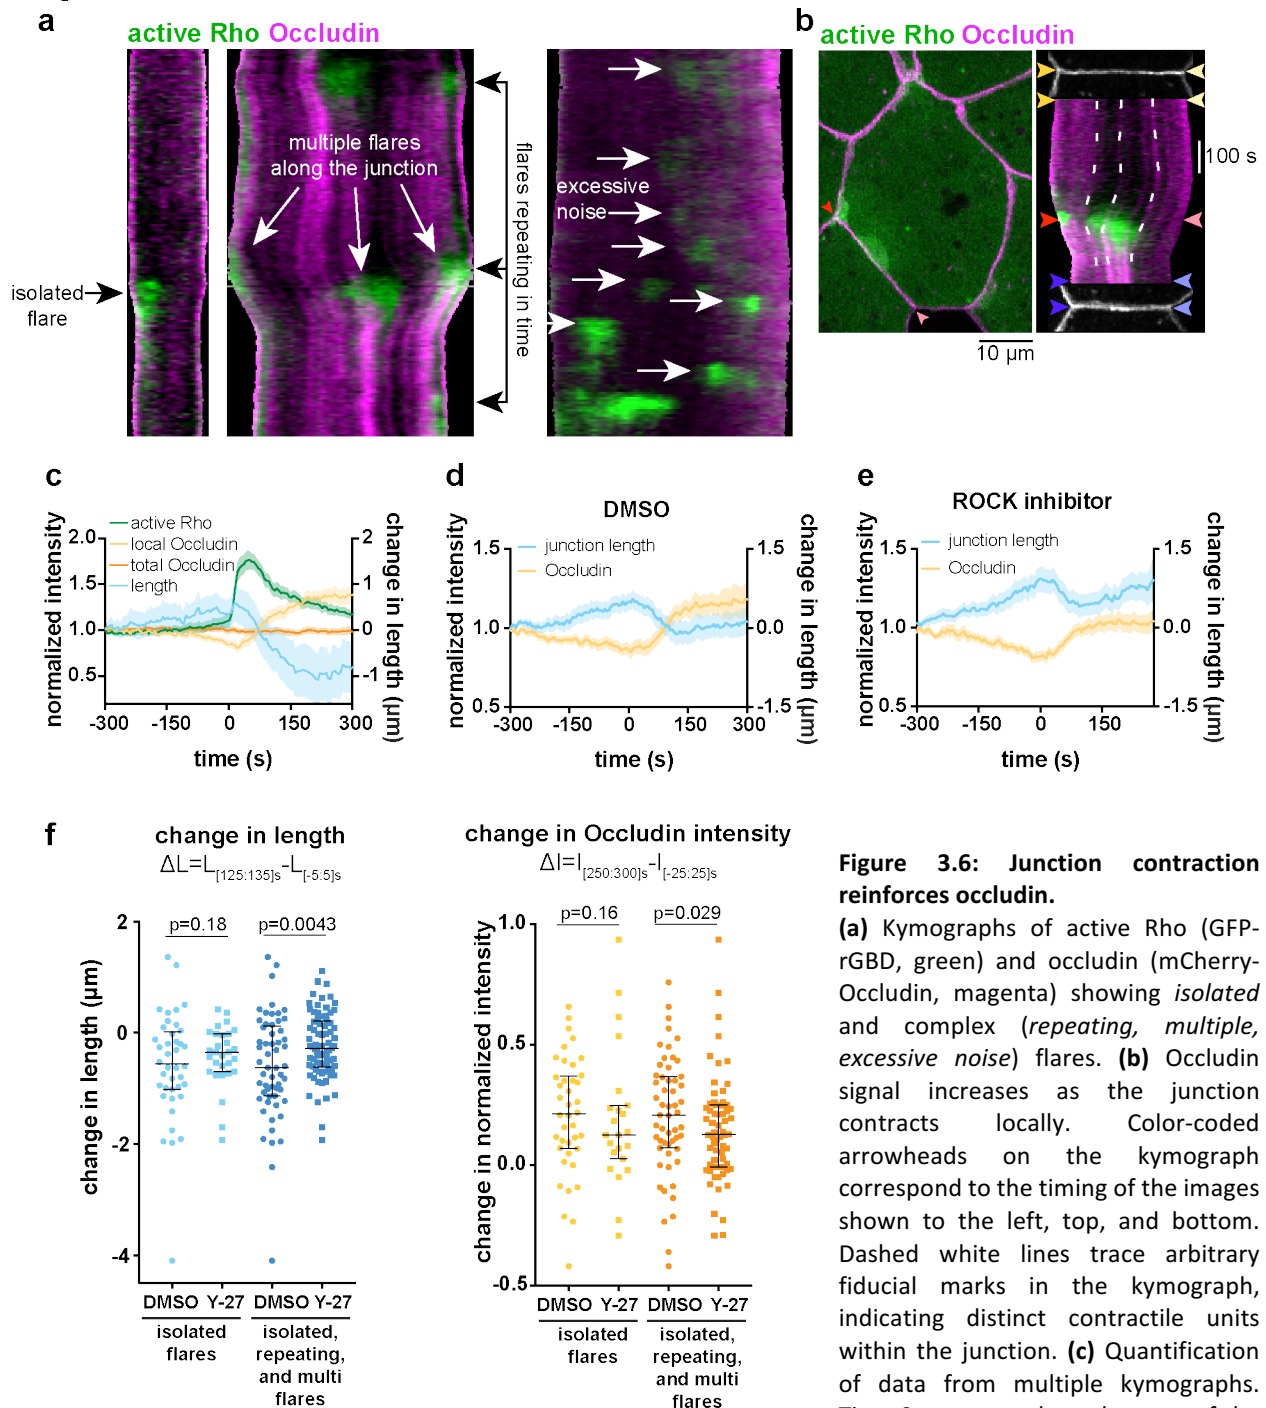 a
active Rho Occludin
multiple flares
along the junction
isolated
flare
flares repeating in time
excessive
noise
b
active Rho Occludin
100 s
10 µm
c
active Rho
local Occludin
total Occludin
length
normalized intensity
2.0
1.5
1.0
0.5
change in length (µm)
2
1
0
-1
-300 -150 0 150 300
time (s)
d
DMSO
junction length
Occludin
normalized intensity
1.5
1.0
0.5
change in length (µm)
1.5
0.0
-1.5
-300 -150 0 150 300
time (s)
e
ROCK inhibitor
junction length
Occludin
normalized intensity
1.5
1.0
0.5
change in length (µm)
1.5
0.0
-1.5
-300 -150 0 150
time (s)
f
change in length
ΔL=L[125:135]s-L[-5:5]s
p=0.18 p=0.0043
change in length (µm)
2
0
-2
-4
DMSO Y-27 DMSO Y-27
isolated
flares
isolated,
repeating,
and multi
flares
change in Occludin intensity
ΔI=I[250:300]s-I[-25:25]s
p=0.16 p=0.029
change in normalized intensity
1.0
0.5
0.0
-0.5
DMSO Y-27 DMSO Y-27
isolated
flares
isolated,
repeating,
and multi
flares
Figure 3.6: Junction contraction
reinforces occludin.
(a) Kymographs of active Rho (GFP-
rGBD, green) and occludin (mCherry-
Occludin, magenta) showing isolated
and complex (repeating, multiple,
excessive noise) flares. (b) Occludin
signal increases as the junction
contracts locally. Color-coded
arrowheads on the kymograph
correspond to the timing of the images
shown to the left, top, and bottom.
Dashed white lines trace arbitrary
fiducial marks in the kymograph,
indicating distinct contractile units
within the junction. (c) Quantification
of data from multiple kymographs.